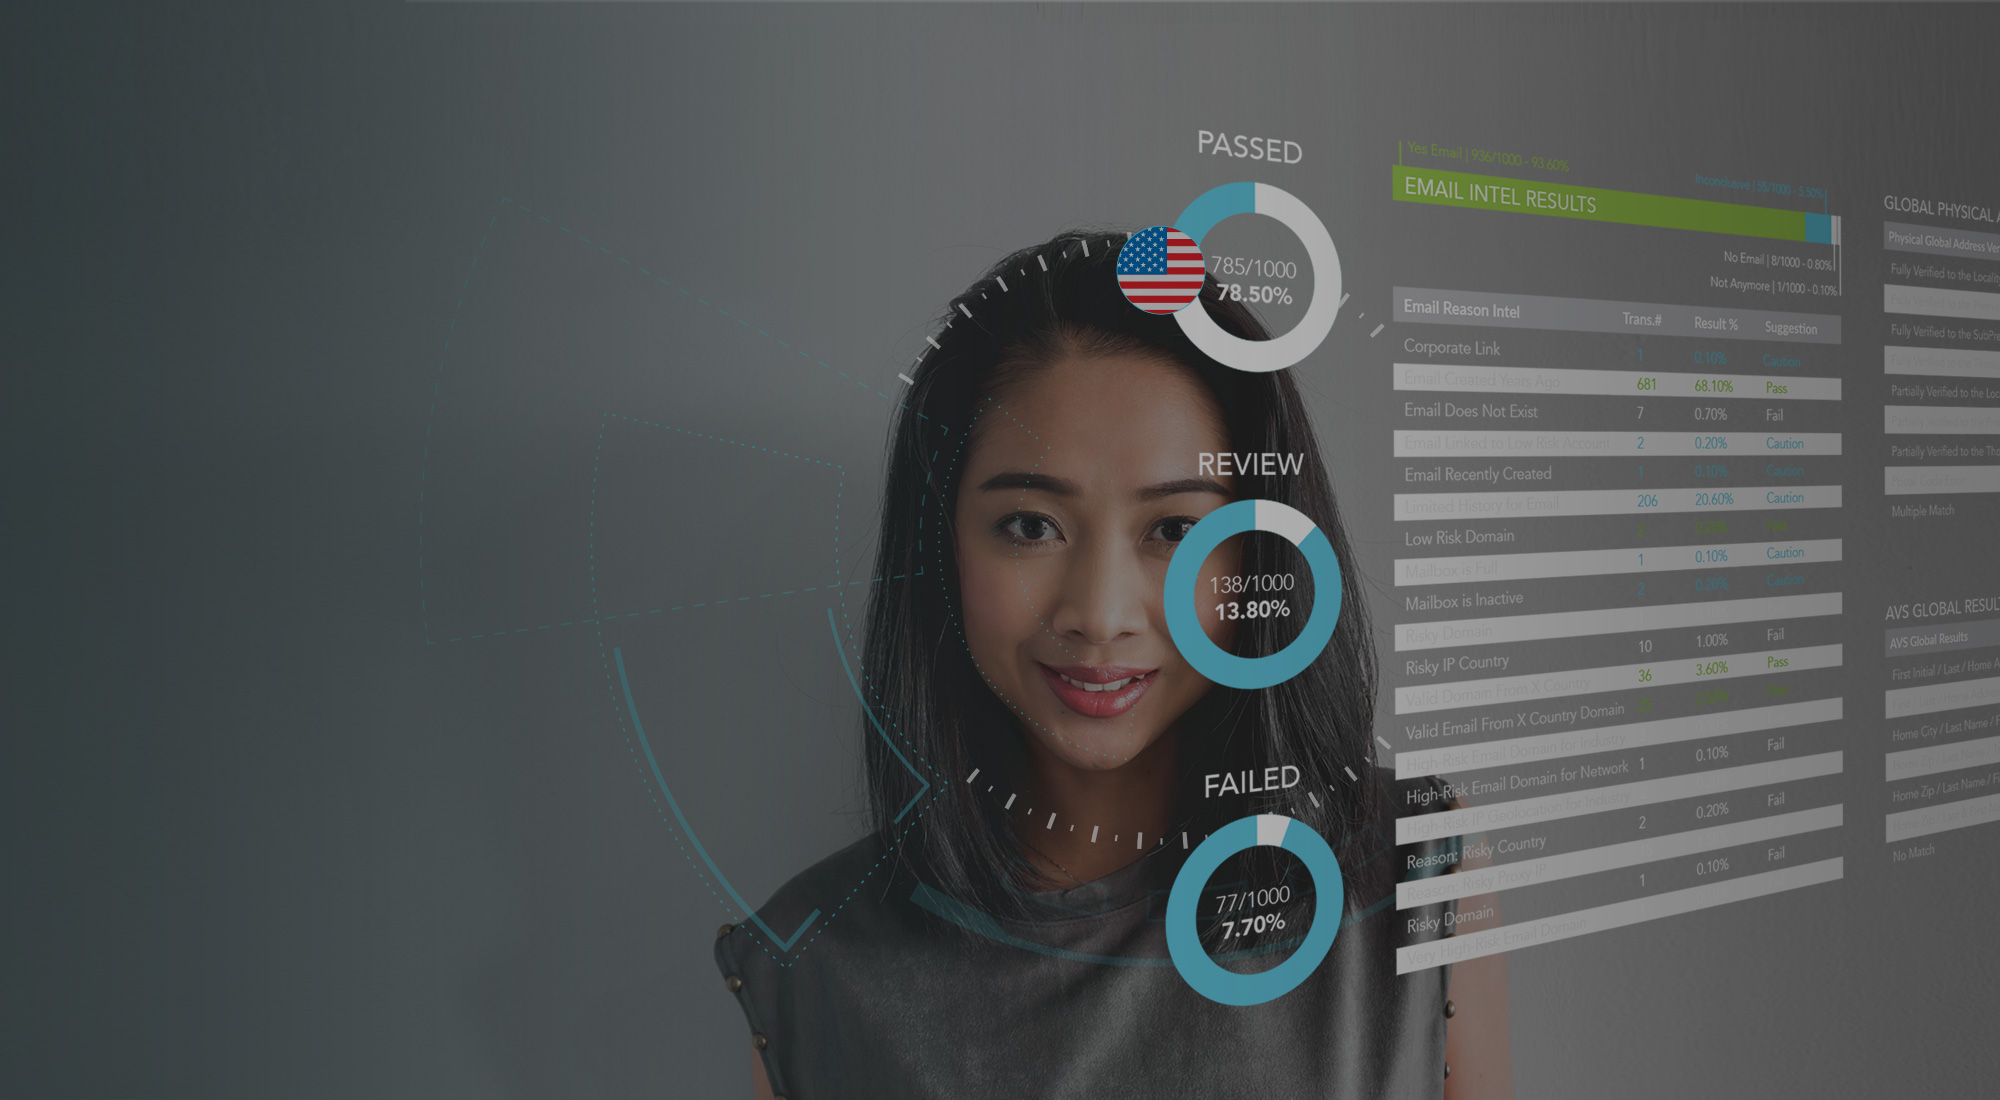 PASSED
785/1000
78.50%
REVIEW
138/1000
13.80%
FAILED
77/1000
7.70%
Yes Email | 936/1000 - 93.60%
Inconclusive | 55/1000 - 5.50%
EMAIL INTEL RESULTS
No Email | 8/1000 - 0.80%
Not Anymore | 1/1000 - 0.10%
Email Reason Intel Trans.# Result % Suggestion
Corporate Link 1 0.10% Caution
Email Created Years Ago 681 68.10% Pass
Email Does Not Exist 7 0.70% Fail
Email Linked to Low Risk Account 2 0.20% Caution
Email Recently Created 1 0.10% Caution
Limited History for Email 206 20.60% Caution
Low Risk Domain
Mailbox is Full 1 0.10% Caution
Mailbox is Inactive 2 0.20% Caution
Risky Domain
Risky IP Country 10 1.00% Fail
Valid Domain From X Country 36 3.60% Pass
Valid Email From X Country Domain
High-Risk Email Domain for Industry
High-Risk Email Domain for Network 1 0.10% Fail
High-Risk IP Geolocation for Industry
Reason: Risky Country 2 0.20% Fail
Reason: Risky Proxy IP
Risky Domain 1 0.10% Fail
Very High-Risk Email Domain
GLOBAL PHYSICAL A
Physical Global Address Ver
Fully Verified to the Locality
Fully Verified to the SubPre
Partially Verified to the Loc
Partially Verified to the Tho
Postal Code Error
Multiple Match
AVS GLOBAL RESUL
AVS Global Results
First Initial / Last / Home A
Home City / Last Name / F
Home Zip / Last Name / Fi
No Match